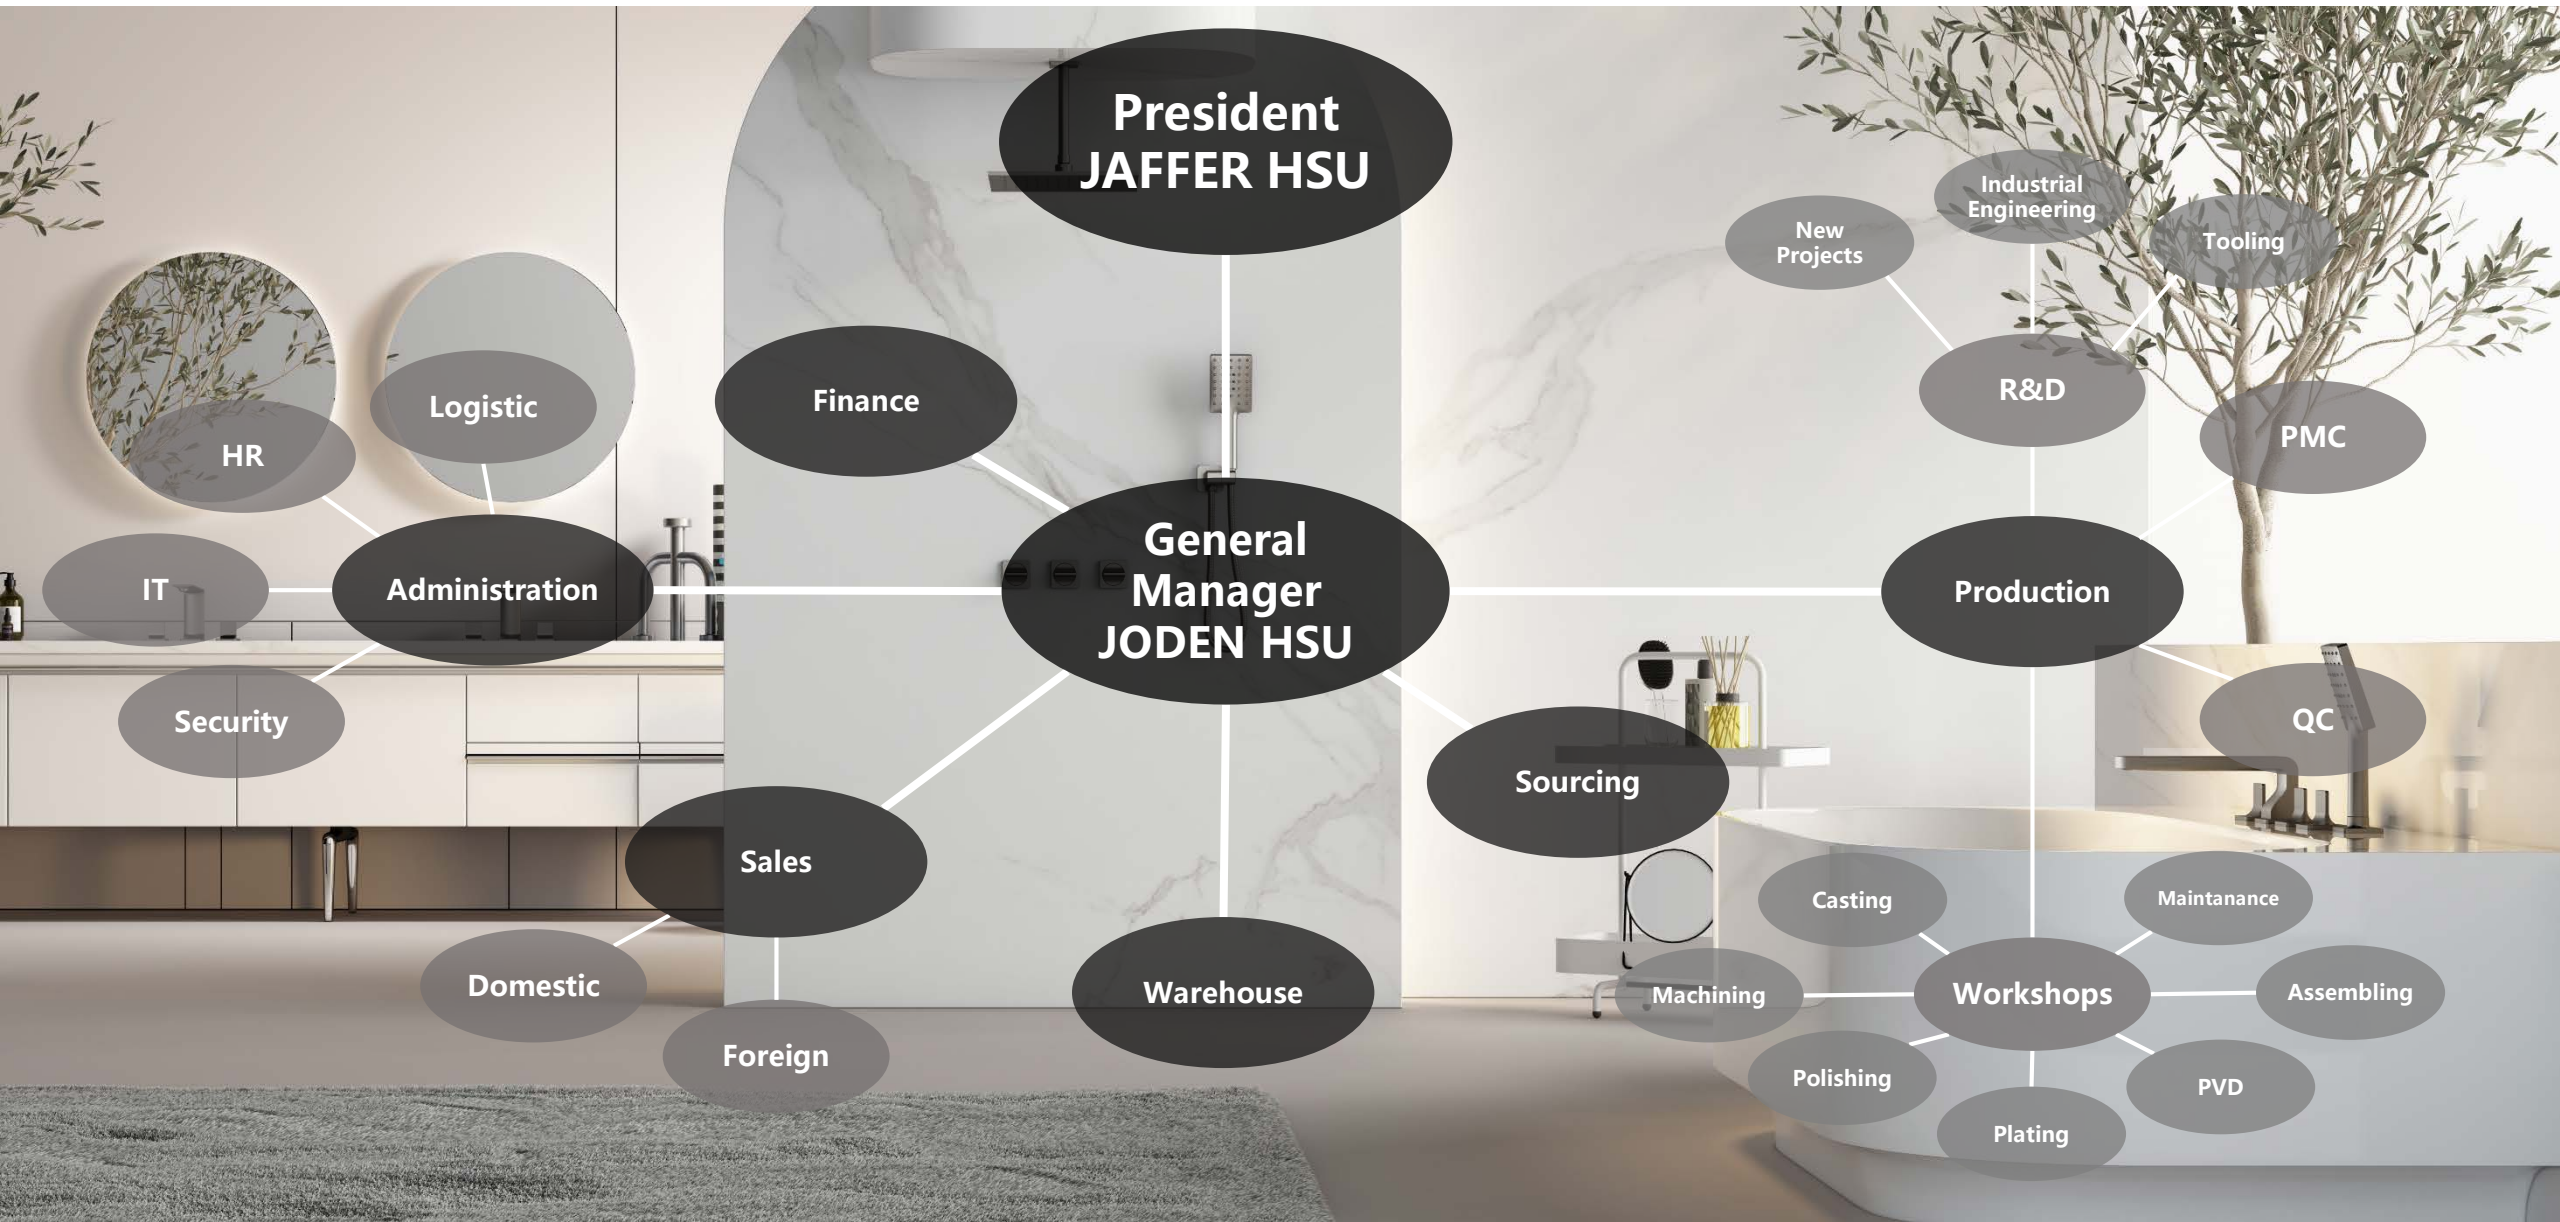 President
JAFFER HSU
Industrial
Engineering
New
Projects
Tooling
Finance
R&D
Logistic
PMC
HR
General
Manager
JODEN HSU
IT
Administration
Production
Security
QC
Sourcing
Sales
Casting
Maintanance
Domestic
Warehouse
Machining
Workshops
Assembling
Foreign
Polishing
PVD
Plating